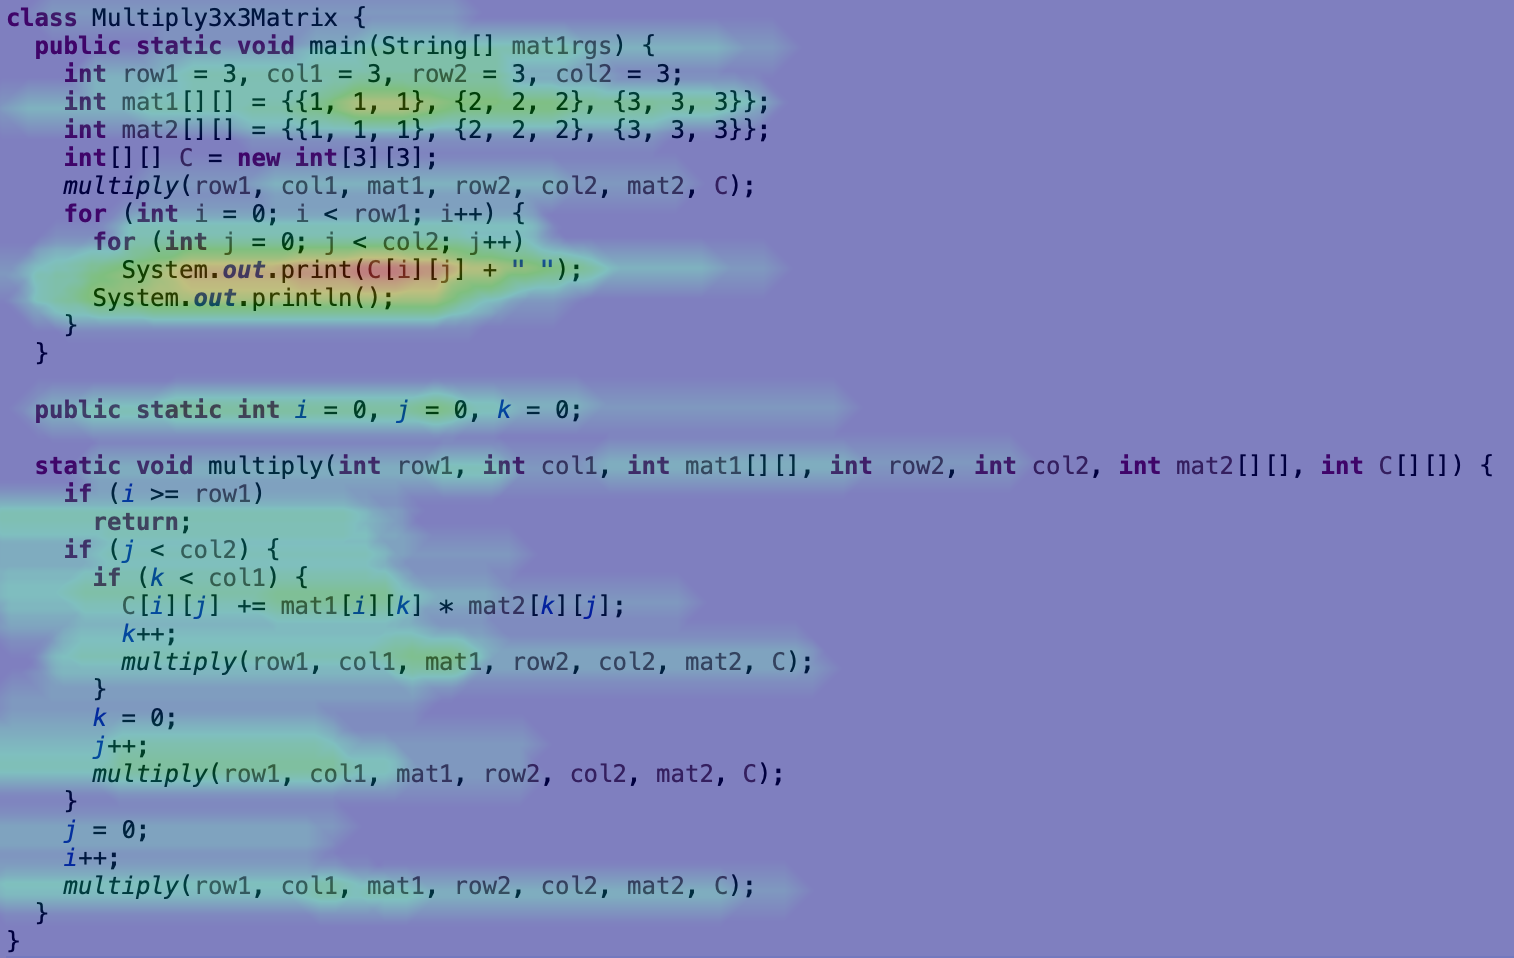 class Multiply3x3Matrix {
  public static void main(String[] mat1rgs) {
    int row1 = 3, col1 = 3, row2 = 3, col2 = 3;
    int mat1[][] = {{1, 1, 1}, {2, 2, 2}, {3, 3, 3}};
    int mat2[][] = {{1, 1, 1}, {2, 2, 2}, {3, 3, 3}};
    int[][] C = new int[3][3];
    multiply(row1, col1, mat1, row2, col2, mat2, C);
    for (int i = 0; i < row1; i++) {
      for (int j = 0; j < col2; j++)
        System.out.print(C[i][j] + " ");
      System.out.println();
    }
  }

  public static int i = 0, j = 0, k = 0;

  static void multiply(int row1, int col1, int mat1[][], int row2, int col2, int mat2[][], int C[][]) {
    if (i >= row1)
      return;
    if (j < col2) {
      if (k < col1) {
        C[i][j] += mat1[i][k] * mat2[k][j];
        k++;
        multiply(row1, col1, mat1, row2, col2, mat2, C);
      }
      k = 0;
      j++;
      multiply(row1, col1, mat1, row2, col2, mat2, C);
    }
    j = 0;
    i++;
    multiply(row1, col1, mat1, row2, col2, mat2, C);
  }
}